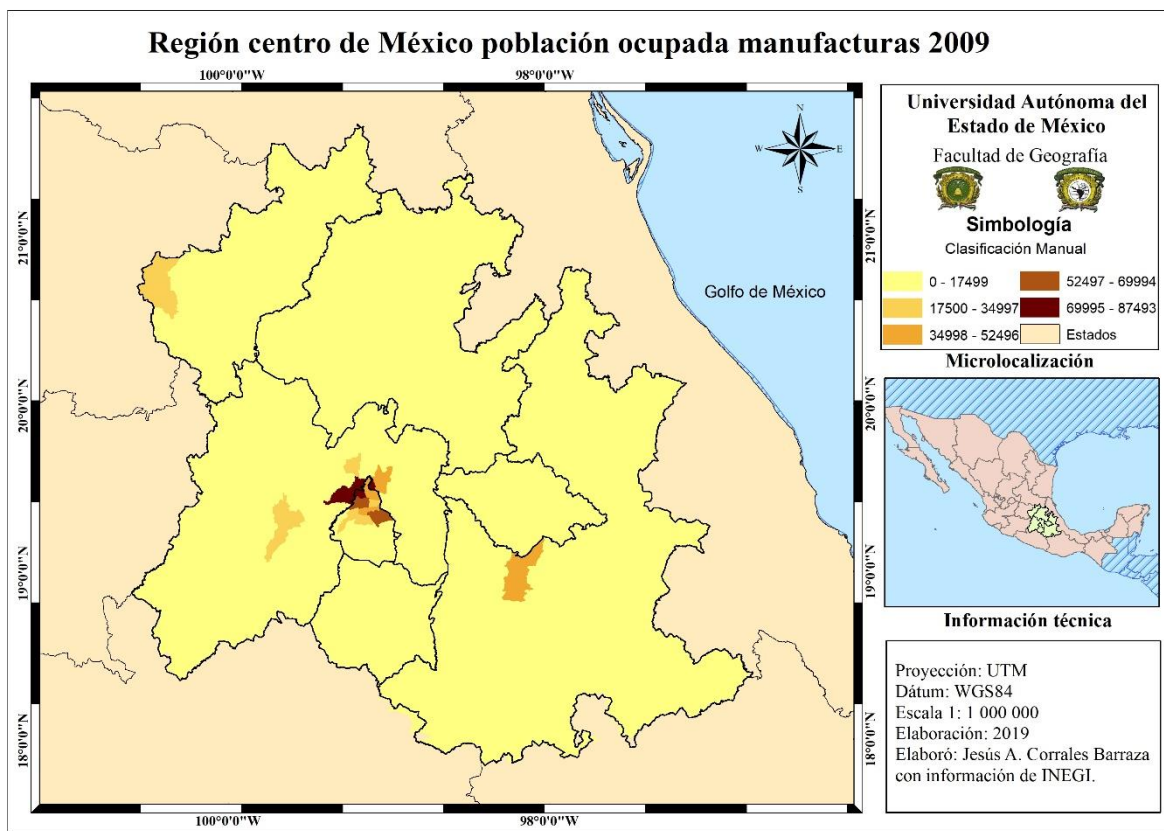 Región centro de México población ocupada manufacturas 2009
100°0'0"W
98°0'0"W
21°0'0"N
20°0'0"N
19°0'0"N
18°0'0"N
N
W
E
S
Golfo de México
21°0'0"N
20°0'0"N
19°0'0"N
18°0'0"N
100°0'0"W
98°0'0"W
Universidad Autónoma del
Estado de México
Facultad de Geografía
Simbología
Clasificación Manual
0 - 17499
52497 - 69994
17500 - 34997
69995 - 87493
34998 - 52496
Estados
Microlocalización
Información técnica
Proyección: UTM
Dátum: WGS84
Escala 1: 1 000 000
Elaboración: 2019
Elaboró: Jesús A. Corrales Barraza
con información de INEGI.